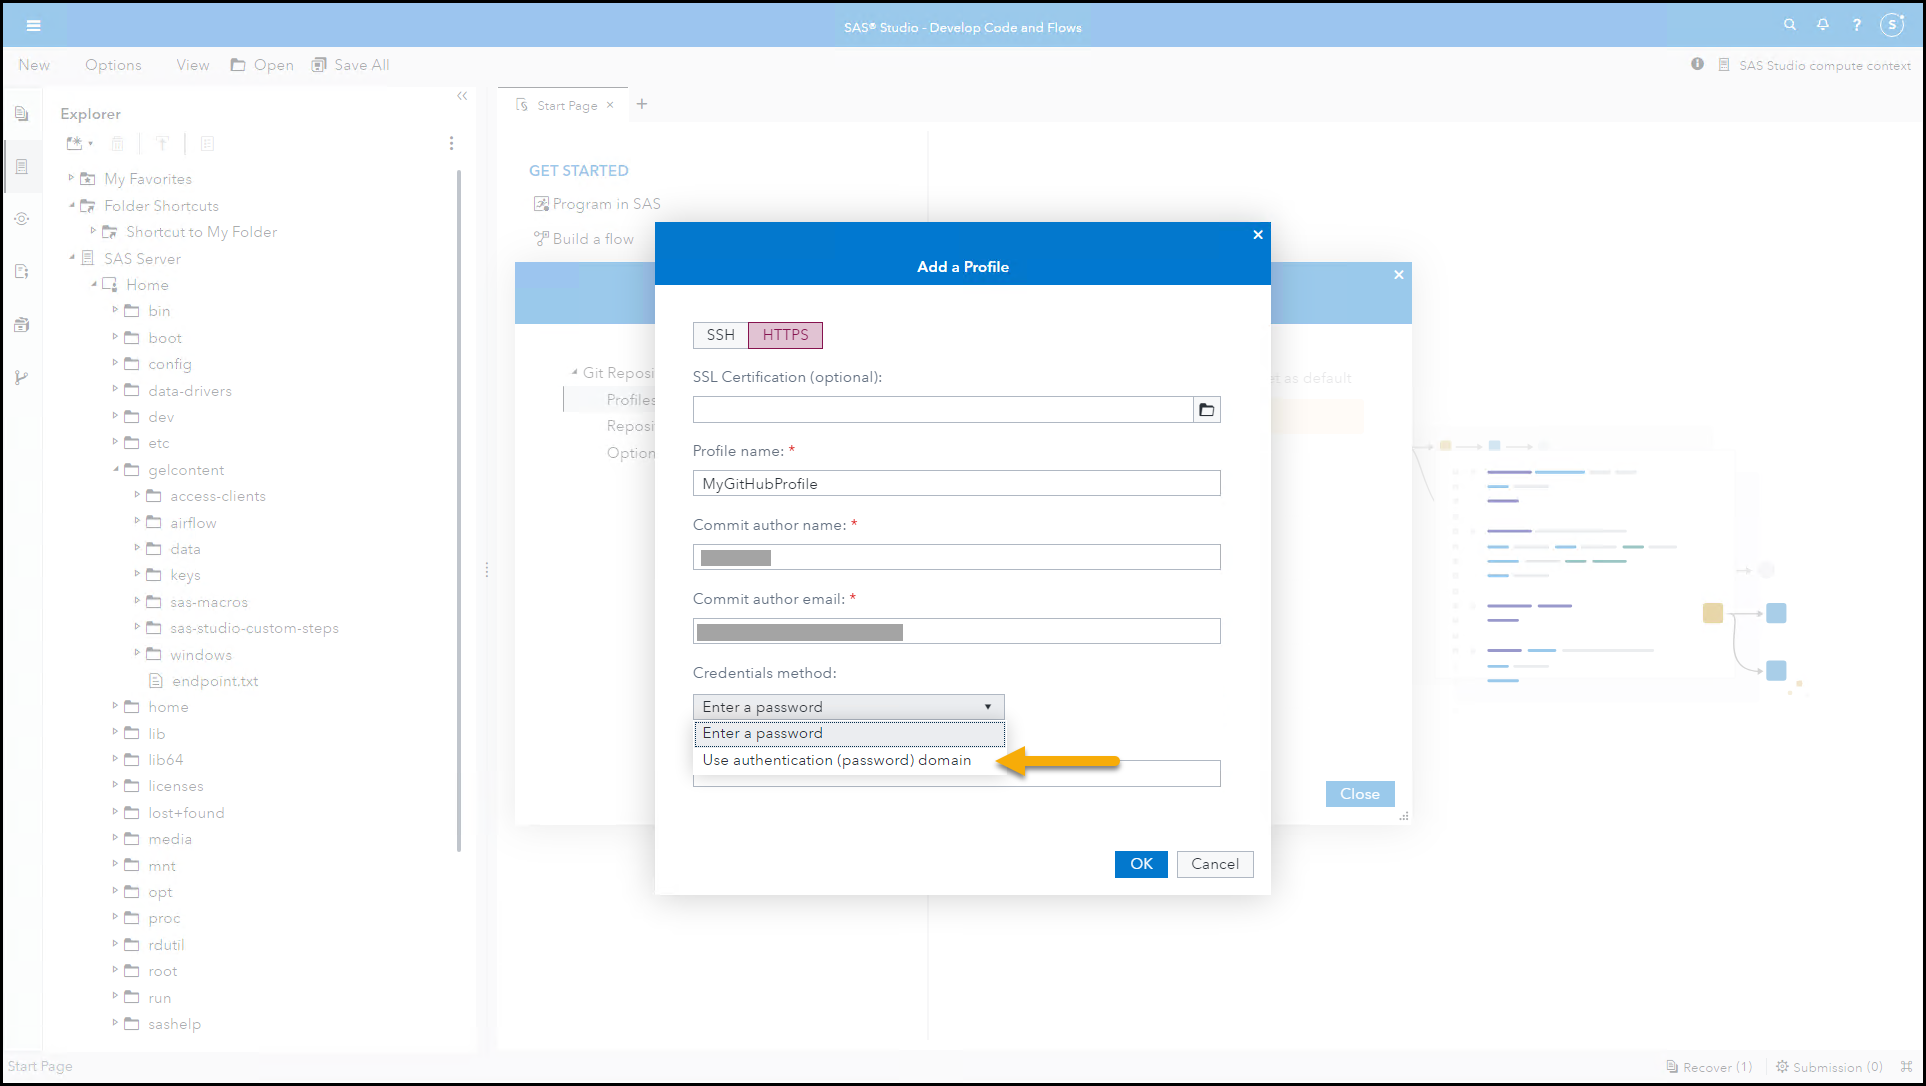 SAS® Studio - Develop Code and Flows
?
S
New Options View Open Save All
SAS Studio compute context
Explorer
Start Page
My Favorites
Folder Shortcuts
Shortcut to My Folder
SAS Server
Home
bin
boot
config
data-drivers
dev
etc
gelcontent
access-clients
airflow
data
keys
sas-macros
sas-studio-custom-steps
windows
endpoint.txt
home
lib
lib64
licenses
lost+found
media
mnt
opt
proc
rdutil
root
run
sashelp
GET STARTED
Program in SAS
Build a flow
Git Reposi
Profiles
Reposi
Option
et as default
Close
Add a Profile
SSH HTTPS
SSL Certification (optional):
Profile name: *
MyGitHubProfile
Commit author name: *
Commit author email: *
Credentials method:
Enter a password
Enter a password
Use authentication (password) domain
OK Cancel
Start Page
Recover (1) Submission (0)